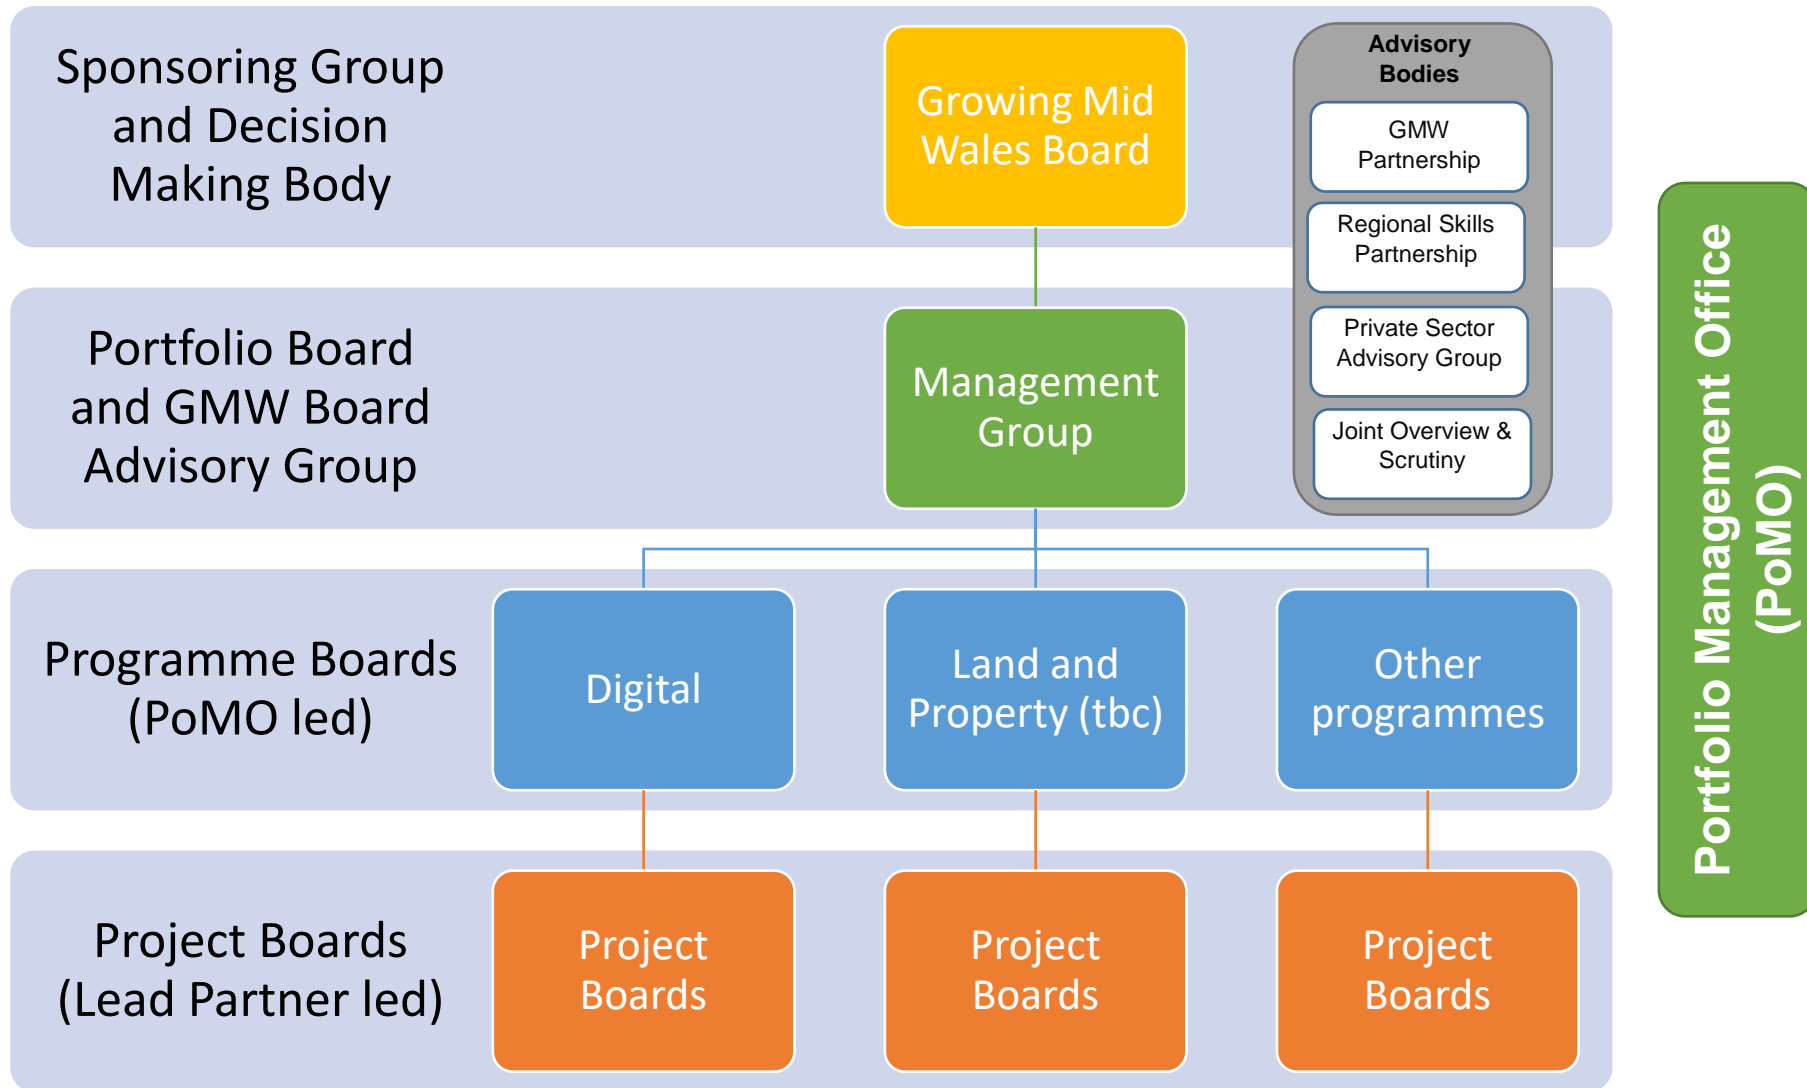 Sponsoring Group
and Decision
Making Body
Growing Mid
Wales Board
Advisory
Bodies
GMW
Partnership
Regional Skills
Partnership
Private Sector
Advisory Group
Joint Overview &
Scrutiny
Portfolio Board
and GMW Board
Advisory Group
Management
Group
Programme Boards
(PoMO led)
Digital
Land and
Property (tbc)
Other
programmes
Project Boards
(Lead Partner led)
Project
Boards
Project
Boards
Project
Boards
Portfolio Management Office
(PoMO)